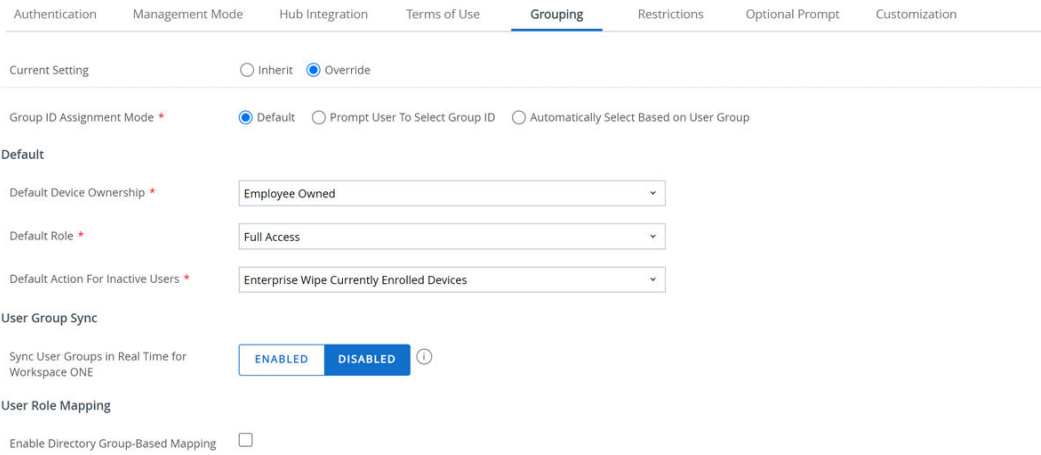 Authentication Management Mode Hub Integration Terms of Use Grouping Restrictions Optional Prompt Customization
Current Setting Inherit Override
Group ID Assignment Mode * Default Prompt User To Select Group ID Automatically Select Based on User Group
Default
Default Device Ownership * Employee Owned
Default Role * Full Access
Default Action For Inactive Users * Enterprise Wipe Currently Enrolled Devices
User Group Sync
Sync User Groups in Real Time for
Workspace ONE
ENABLED DISABLED
User Role Mapping
Enable Directory Group-Based Mapping